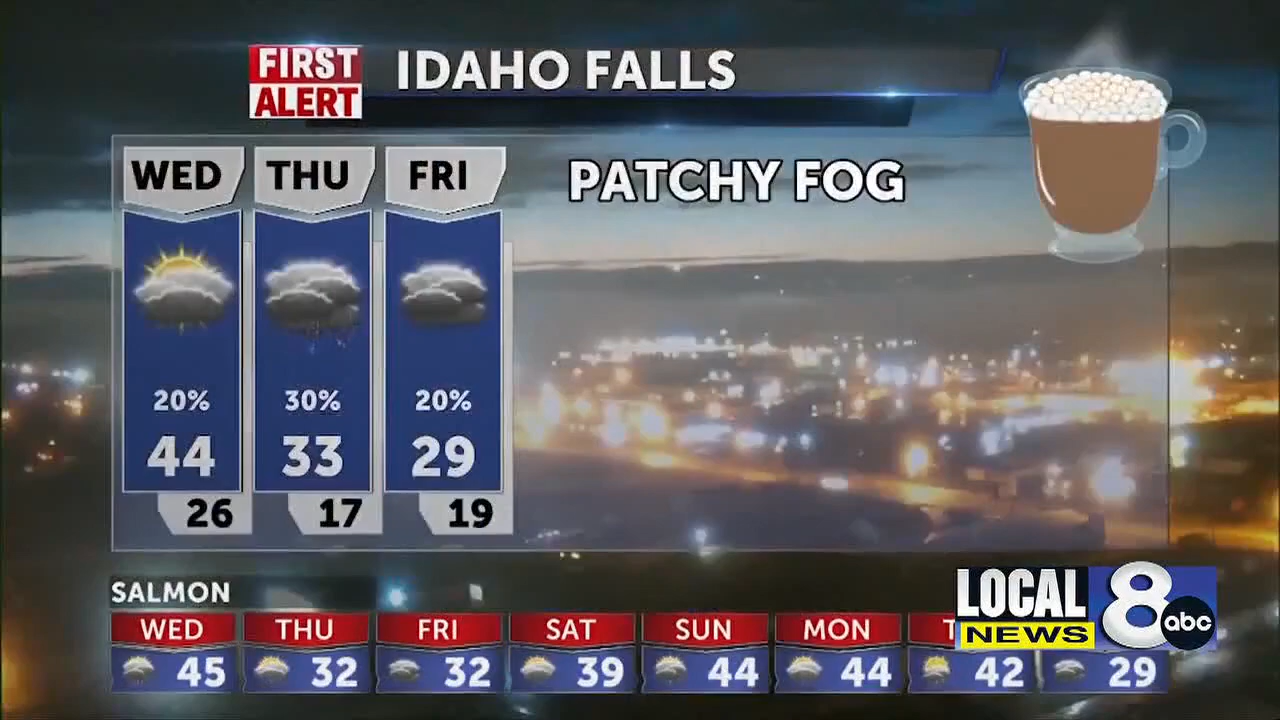 FIRST
ALERT
IDAHO FALLS
WED THU FRI
PATCHY FOG
20% 30% 20%
44 33 29
26 17 19
SALMON
WED THU FRI SAT SUN MON T
45 32 32 39 44 44 42 29
LOCAL
NEWS
8
abc